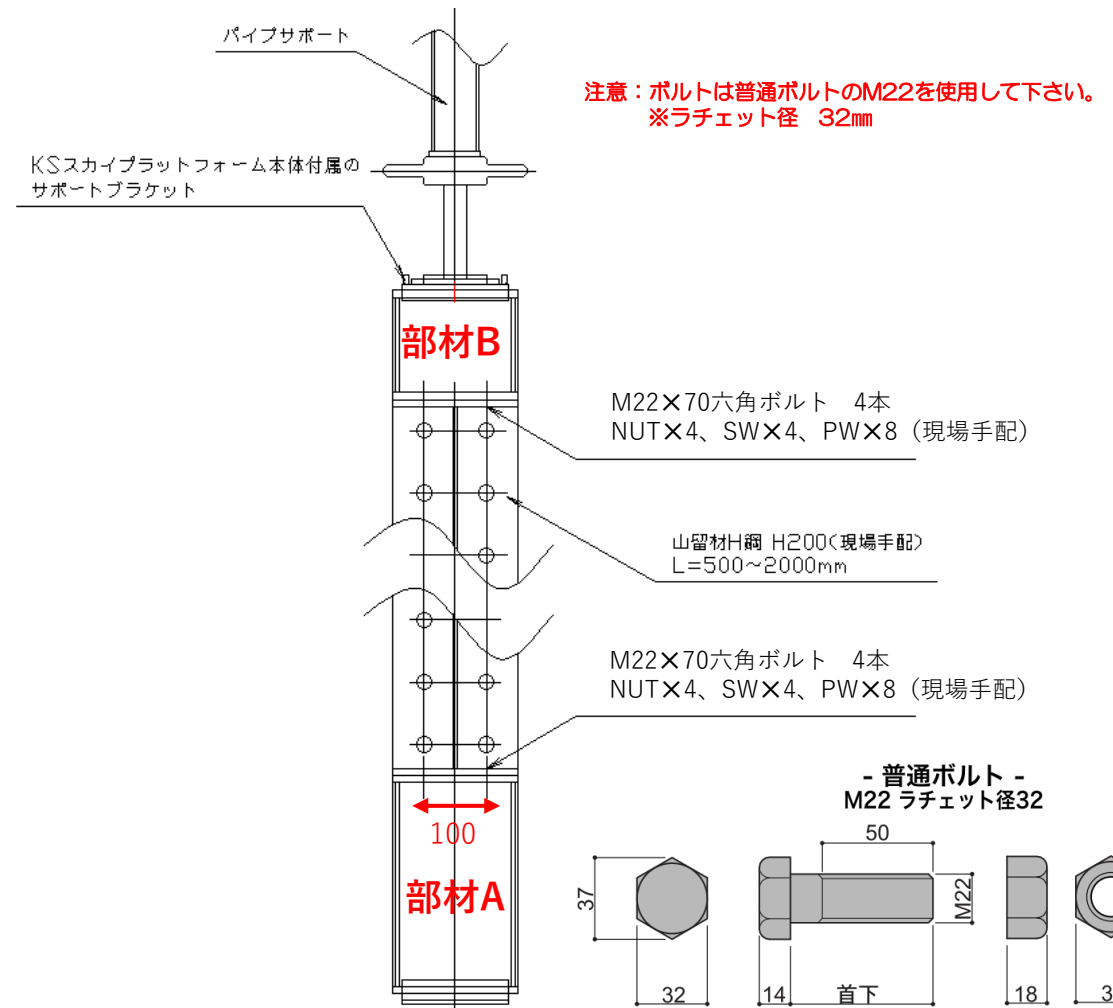 パイプサポート
注意：ボルトは普通ボルトのM22を使用して下さい。
※ラチェット径 32㎜
KSスカイプラットフォーム本体付属の
サポートブラケット
部材B
M22×70六角ボルト 4本
NUT×4、SW×4、PW×8（現場手配）
山留材H鋼 H200(現場手配)
L=500~2000mm
M22×70六角ボルト 4本
NUT×4、SW×4、PW×8（現場手配）
- 普通ボルト -
M22 ラチェット径32
100
部材A
50
37
M22
32
14
首下
18